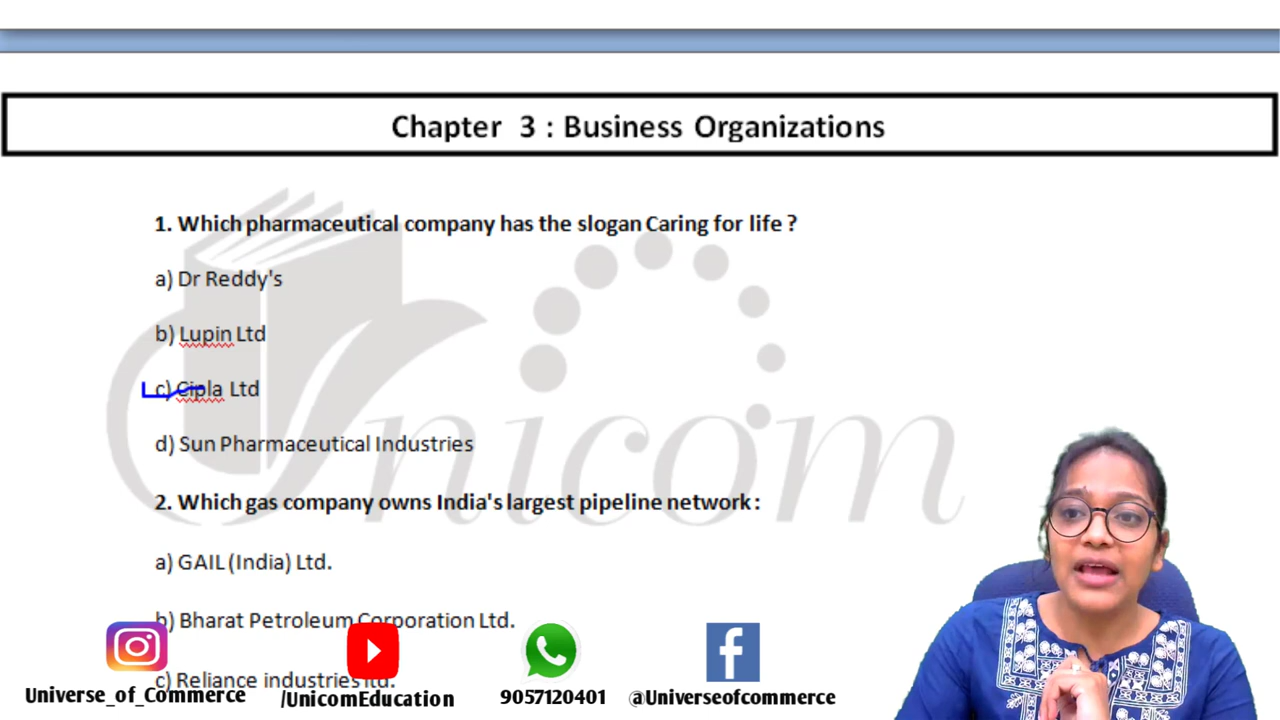 Chapter 3 : Business Organizations
1. Which pharmaceutical company has the slogan Caring for life ?
a) Dr Reddy's
b) Lupin Ltd
c) Cipla Ltd
d) Sun Pharmaceutical Industries
2. Which gas company owns India's largest pipeline network :
a) GAIL (India) Ltd.
b) Bharat Petroleum Corporation Ltd.
c) Reliance industries ltd.
Unicom
Universe_of_Commerce
/UnicomEducation
9057120401
@Universeofcommerce